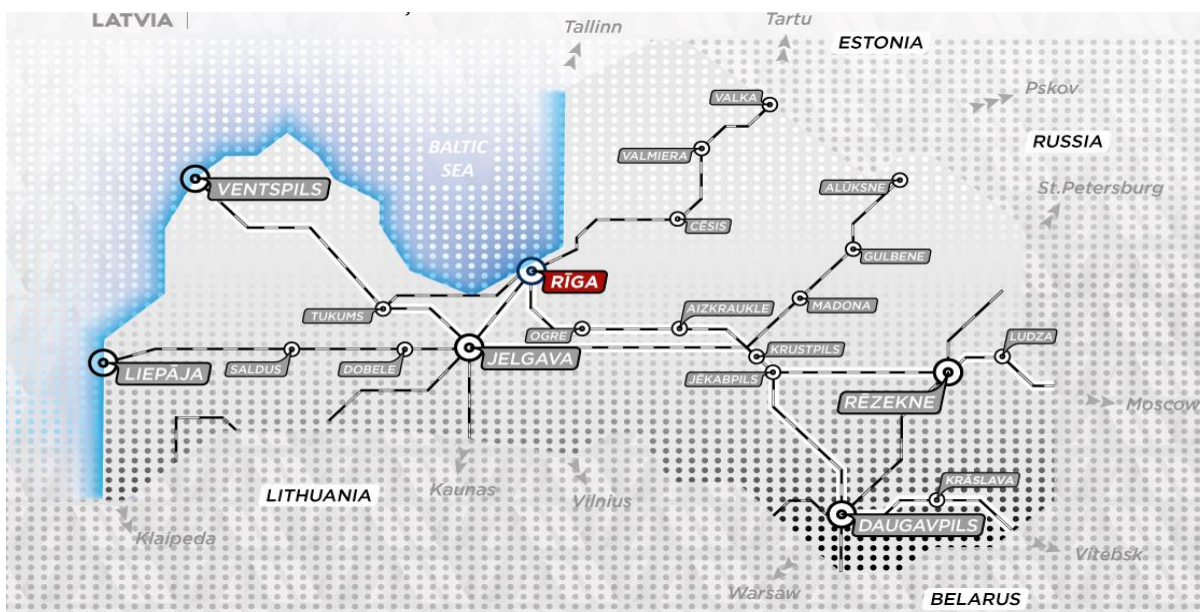 LATVIA
Tallinn
Tartu
ESTONIA
Pskov
VALKA
RUSSIA
BALTIC
SEA
VALMIERA
VENTSPILS
ALŪKSNE
St.Petersburg
CĒSIS
GULBENE
RĪGA
TUKUMS
MADONA
AIZKRAUKLE
OGRE
LUDZA
JELGAVA
KRUSTPILS
LIEPĀJA
SALDUS
DOBELE
JĒKABPILS
RĒZEKNE
Moscow
LITHUANIA
Kaunas
Vilnius
KRĀSLAVA
DAUGAVPILS
Klaipeda
Vitebsk
Warsaw
BELARUS